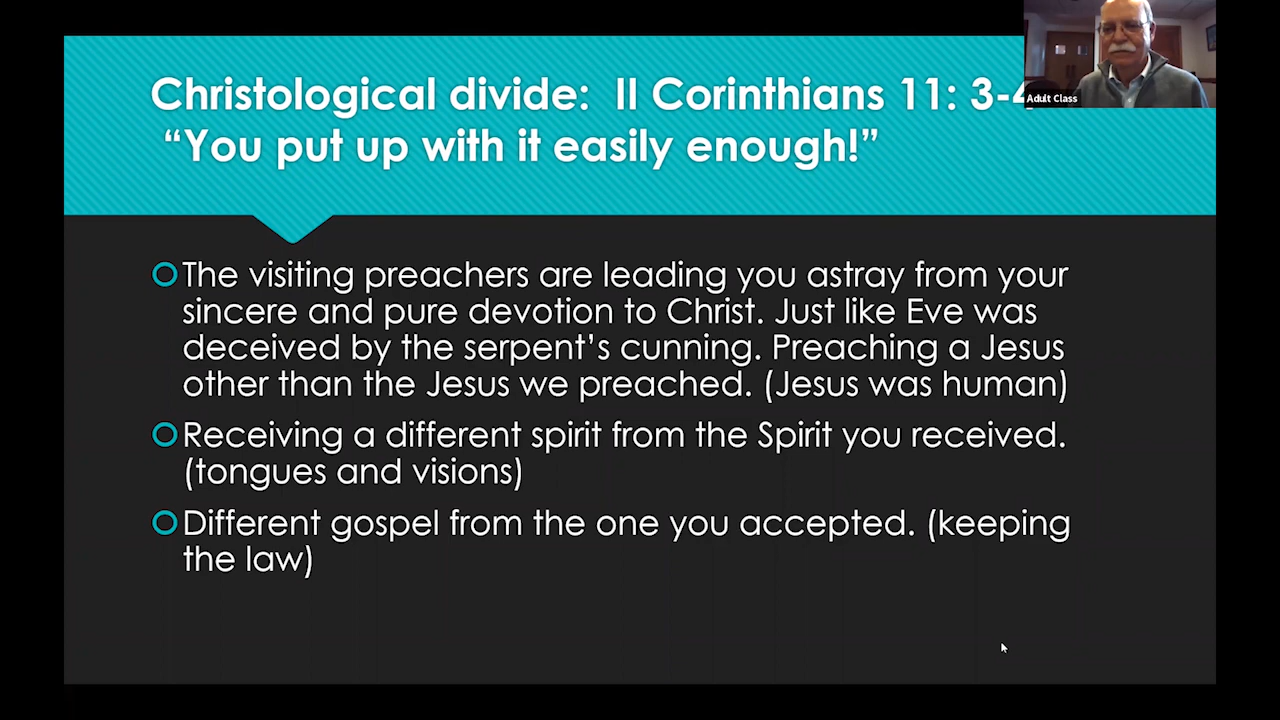 Christological divide: II Corinthians 11: 3-4
“You put up with it easily enough!”
Adult Class
The visiting preachers are leading you astray from your
sincere and pure devotion to Christ. Just like Eve was
deceived by the serpent’s cunning. Preaching a Jesus
other than the Jesus we preached. (Jesus was human)
Receiving a different spirit from the Spirit you received.
(tongues and visions)
Different gospel from the one you accepted. (keeping
the law)